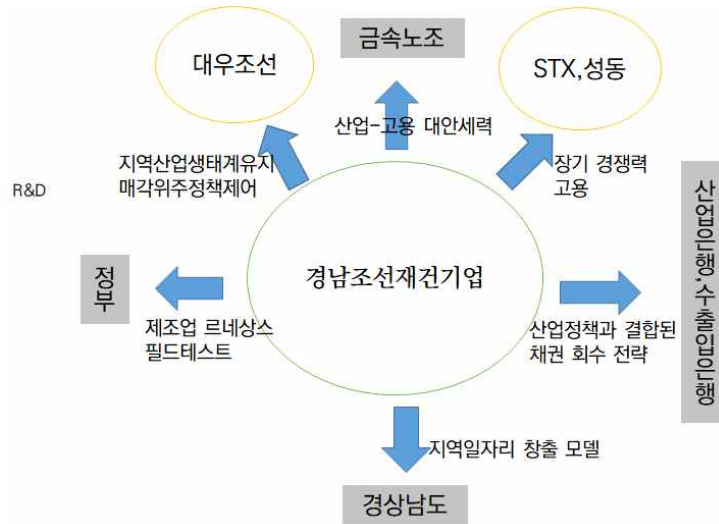 금속노조
대우조선
STX,성동
산업-고용 대안세력
지역산업생태계유지
매각위주정책제어
장기 경쟁력
고용
R&D
산업은행,수출입은행
정부
경남조선재건기업
제조업 르네상스
필드테스트
산업정책과 결합된
채권 회수 전략
지역일자리 창출 모델
경상남도